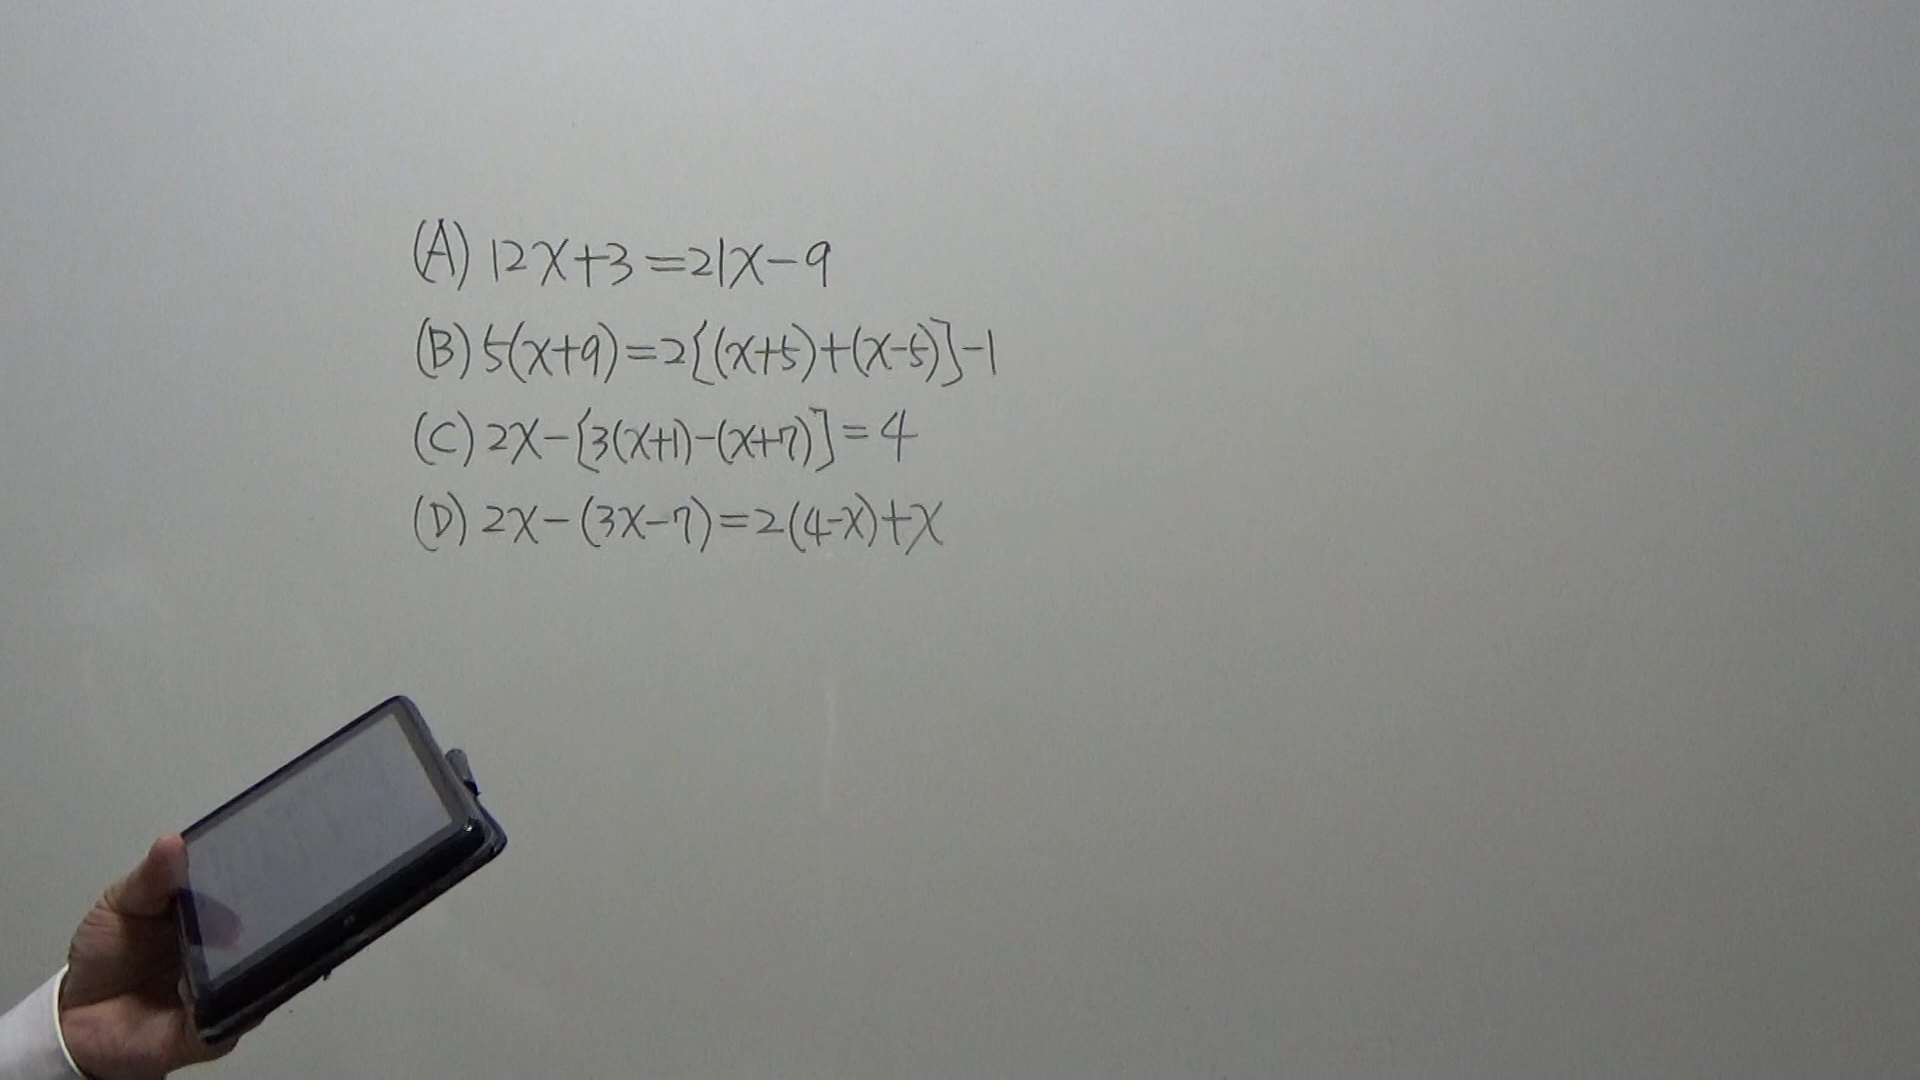 (A) 12x+3=21x-9
(B) 5(x+9)=2[(x+5)+(x-5)]-1
(C) 2x-[3(x+1)-(x+7)]=4
(D) 2x-(3x-7)=2(4-x)+x